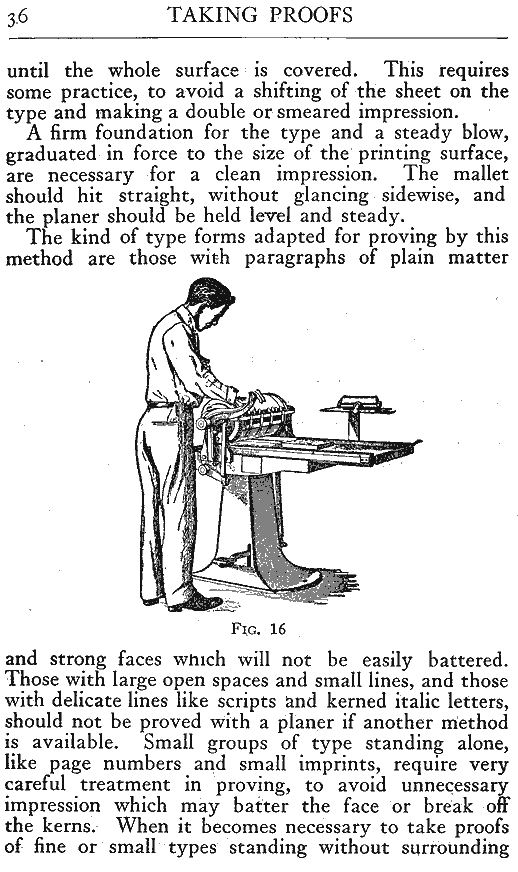 36 TAKING PROOFS
until the whole surface is covered. This requires
some practice, to avoid a shifting of the sheet on the
type and making a double or smeared impression.
A firm foundation for the type and a steady blow,
graduated in force to the size of the printing surface,
are necessary for a clean impression. The mallet
should hit straight, without glancing sidewise, and
the planer should be held level and steady.
The kind of type forms adapted for proving by this
method are those with paragraphs of plain matter
FIG. 16
and strong faces which will not be easily battered.
Those with large open spaces and small lines, and those
with delicate lines like scripts and kerned italic letters,
should not be proved with a planer if another method
is available. Small groups of type standing alone,
like page numbers and small imprints, require very
careful treatment in proving, to avoid unnecessary
impression which may batter the face or break off
the kerns. When it becomes necessary to take proofs
of fine or small types standing without surrounding